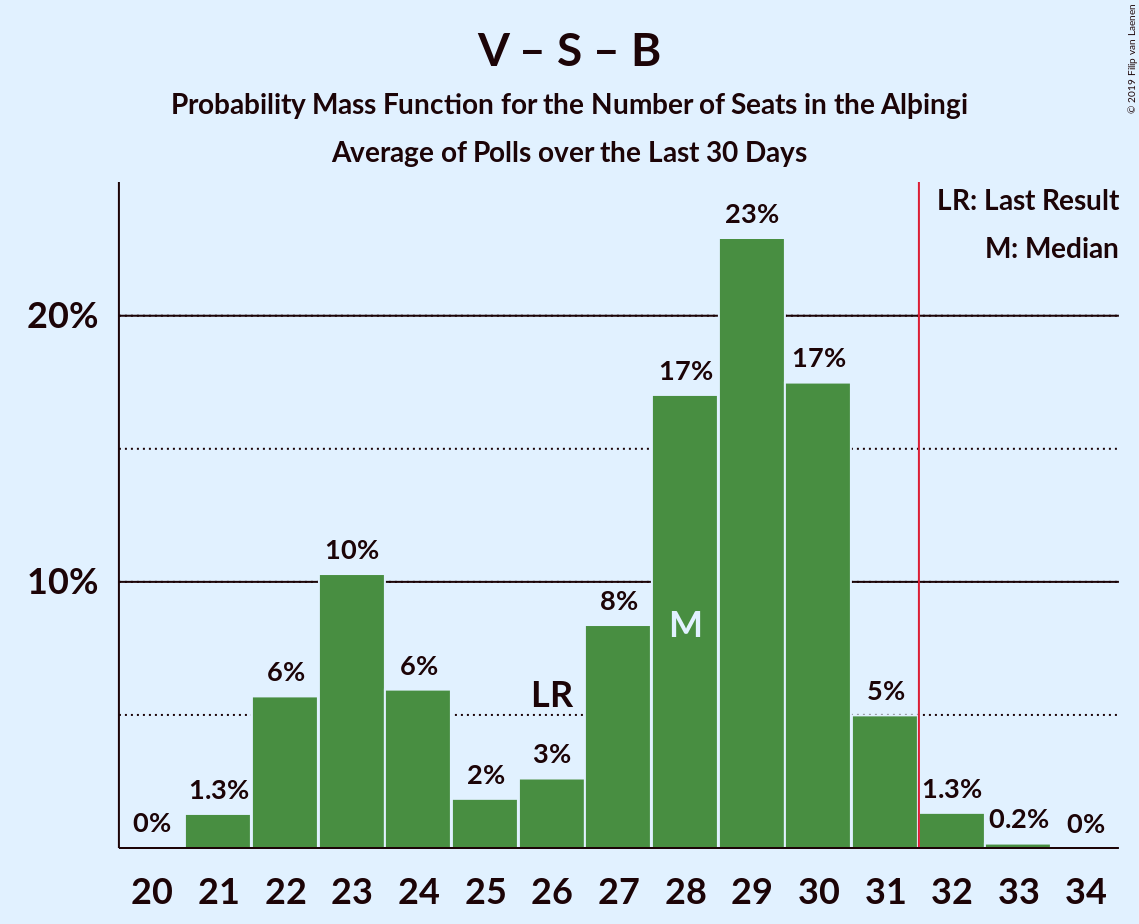 V – S – B
Probability Mass Function for the Number of Seats in the Alþingi
Average of Polls over the Last 30 Days
© 2019 Filip van Laenen
LR: Last Result
M: Median
20%
10%
0%
1.3%
6%
10%
6%
2%
3%
8%
17%
23%
17%
5%
1.3%
0.2%
0%
LR
M
20 21 22 23 24 25 26 27 28 29 30 31 32 33 34